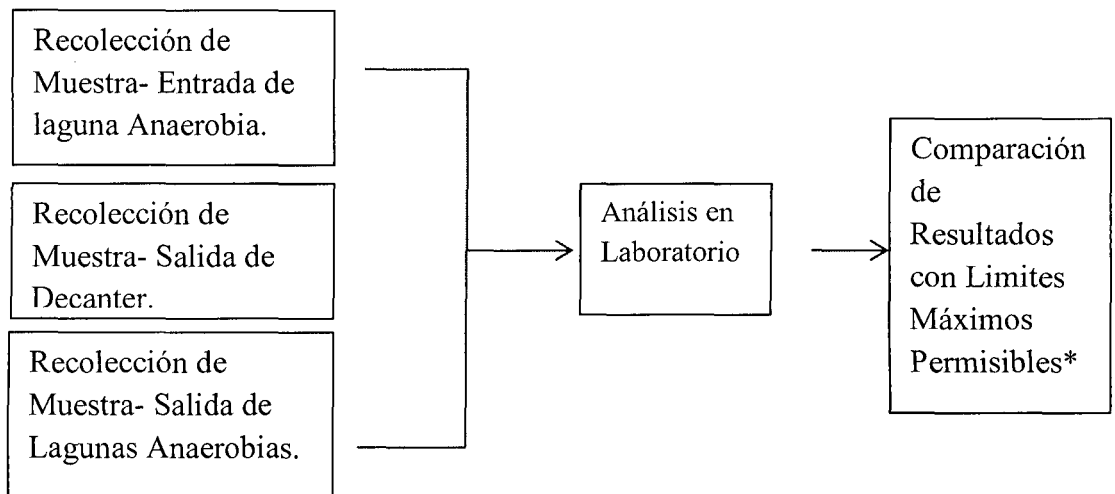 Recolección de
Muestra- Entrada de
laguna Anaerobia.
Recolección de
Muestra- Salida de
Decanter.
Recolección de
Muestra- Salida de
Lagunas Anaerobias.
Análisis en
Laboratorio
Comparación
de
Resultados
con Limites
Máximos
Permisibles*